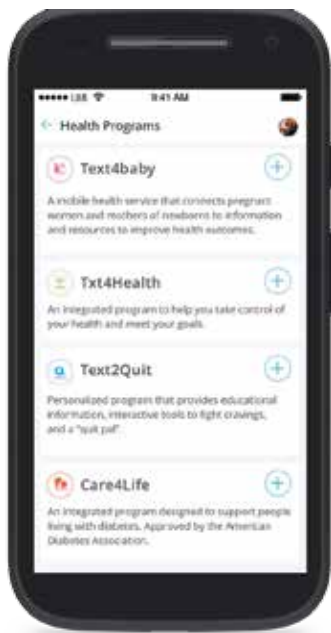 9:41 AM
Health Programs
Text4baby
A mobile health service that connects pregnant
women and mothers of newborns to information
and resources to improve health outcomes.
Txt4Health
An integrated program to help you take control of
your health and meet your goals.
Text2Quit
Personalized program that provides educational
information, interactive tools to fight cravings,
and a "quit pal".
Care4Life
An integrated program designed to support people
living with diabetes. Approved by the American
Diabetes Association.